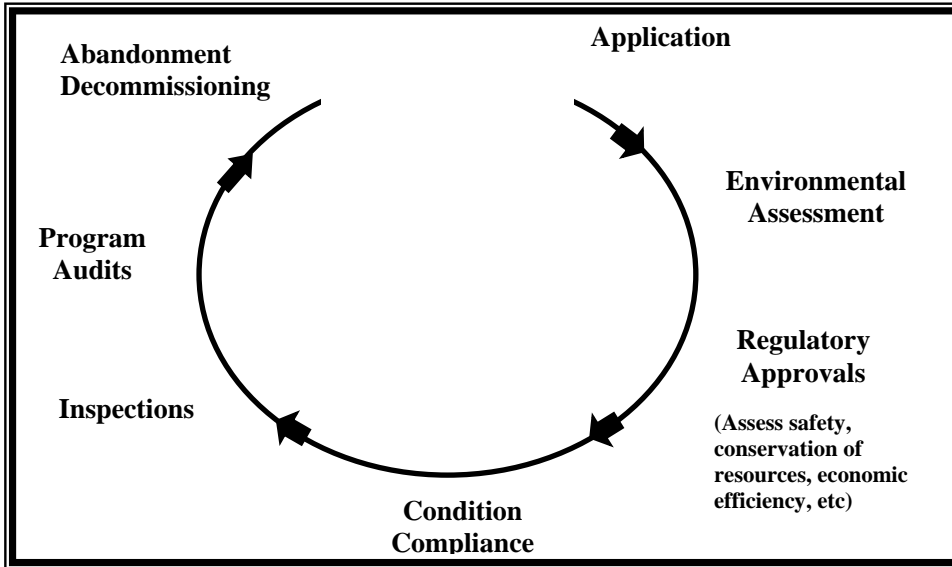 Application
Environmental
Assessment
Regulatory
Approvals
(Assess safety,
conservation of
resources, economic
efficiency, etc)
Condition
Compliance
Inspections
Program
Audits
Abandonment
Decommissioning